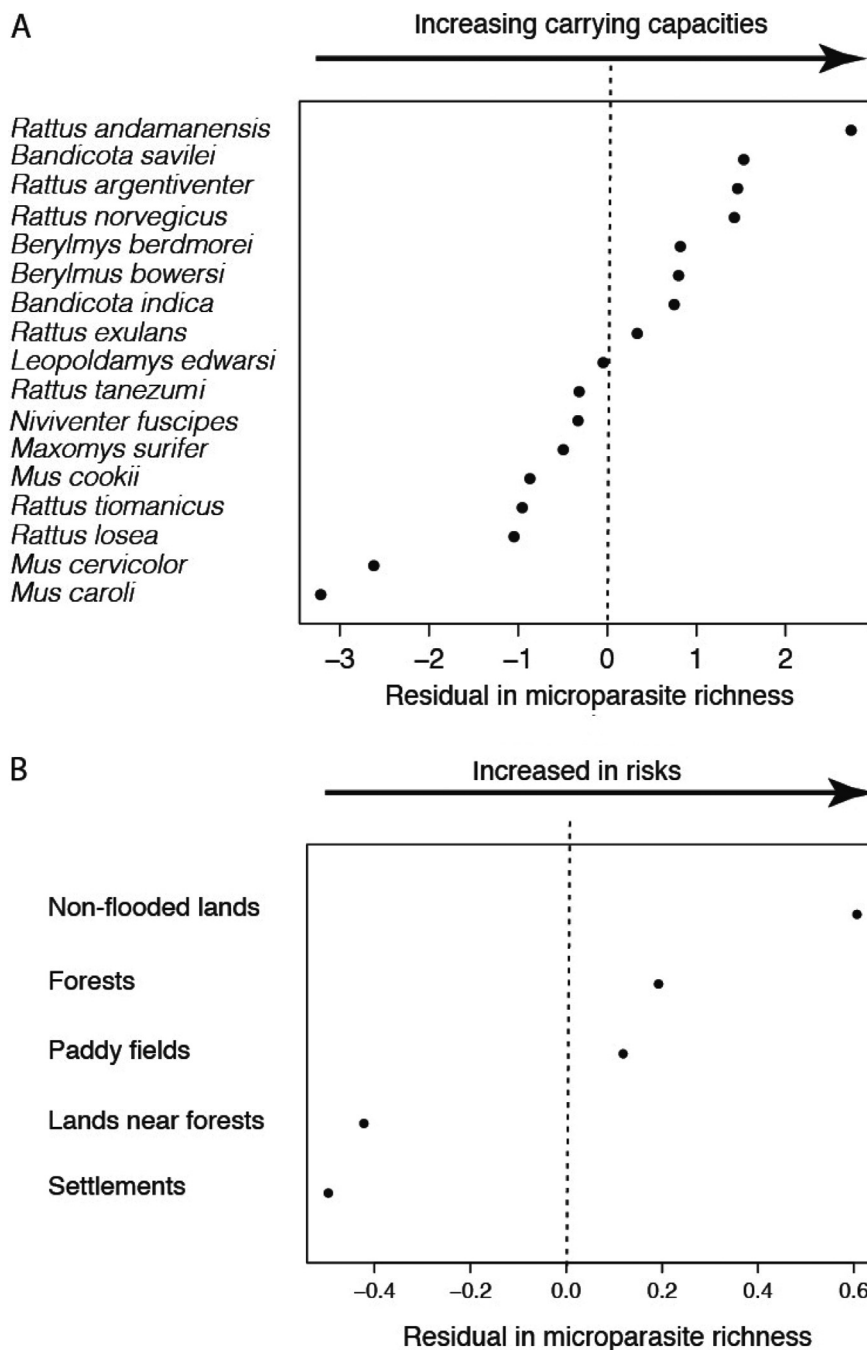 A
Increasing carrying capacities
Rattus andamanensis
Bandicota savilei
Rattus argentiventer
Rattus norvegicus
Berylmys berdmorei
Berylmus bowersi
Bandicota indica
Rattus exulans
Leopoldamys edwarsi
Rattus tanezumi
Niviventer fuscipes
Maxomys surifer
Mus cookii
Rattus tiomanicus
Rattus losea
Mus cervicolor
Mus caroli
−3 −2 −1 0 1 2
Residual in microparasite richness
B
Increased in risks
Non-flooded lands
Forests
Paddy fields
Lands near forests
Settlements
−0.4 −0.2 0.0 0.2 0.4 0.6
Residual in microparasite richness